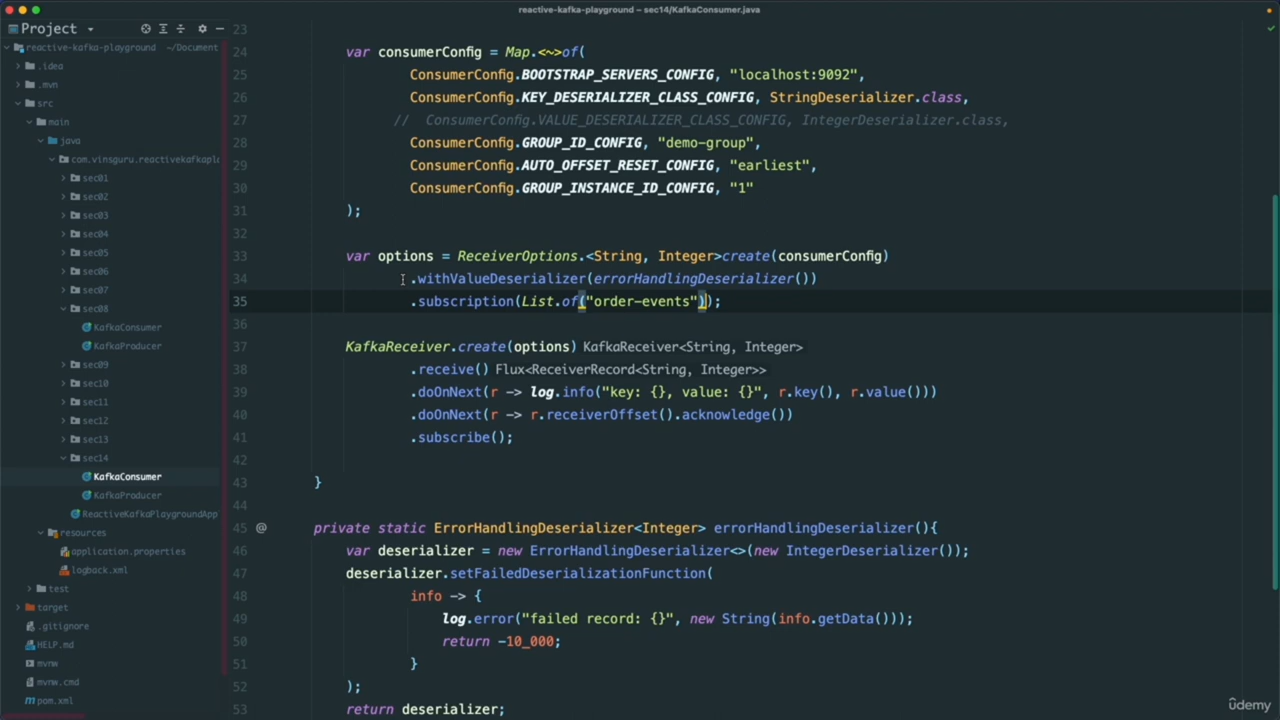 reactive-kafka-playground – sec14/KafkaConsumer.java
Project
reactive-kafka-playground ~/Document
.idea
.mvn
src
main
java
com.vinsguru.reactivekafkapla
sec01
sec02
sec03
sec04
sec05
sec06
sec07
sec08
KafkaConsumer
KafkaProducer
sec09
sec10
sec11
sec12
sec13
sec14
KafkaConsumer
KafkaProducer
ReactiveKafkaPlaygroundApp
resources
application.properties
logback.xml
test
target
.gitignore
HELP.md
mvnw
mvnw.cmd
pom.xml
23
24 var consumerConfig = Map.<~>of(
25 ConsumerConfig.BOOTSTRAP_SERVERS_CONFIG, "localhost:9092",
26 ConsumerConfig.KEY_DESERIALIZER_CLASS_CONFIG, StringDeserializer.class,
27 // ConsumerConfig.VALUE_DESERIALIZER_CLASS_CONFIG, IntegerDeserializer.class,
28 ConsumerConfig.GROUP_ID_CONFIG, "demo-group",
29 ConsumerConfig.AUTO_OFFSET_RESET_CONFIG, "earliest",
30 ConsumerConfig.GROUP_INSTANCE_ID_CONFIG, "1"
31 );
32
33 var options = ReceiverOptions.<String, Integer>create(consumerConfig)
34 .withValueDeserializer(errorHandlingDeserializer())
35 .subscription(List.of("order-events"));
36
37 KafkaReceiver.create(options) KafkaReceiver<String, Integer>
38 .receive() Flux<ReceiverRecord<String, Integer>>
39 .doOnNext(r -> log.info("key: {}, value: {}", r.key(), r.value()))
40 .doOnNext(r -> r.receiverOffset().acknowledge())
41 .subscribe();
42
43 }
44
45 @ private static ErrorHandlingDeserializer<Integer> errorHandlingDeserializer(){
46 var deserializer = new ErrorHandlingDeserializer<>(new IntegerDeserializer());
47 deserializer.setFailedDeserializationFunction(
48 info -> {
49 log.error("failed record: {}", new String(info.getData()));
50 return -10_000;
51 }
52 );
53 return deserializer;
ûdemy